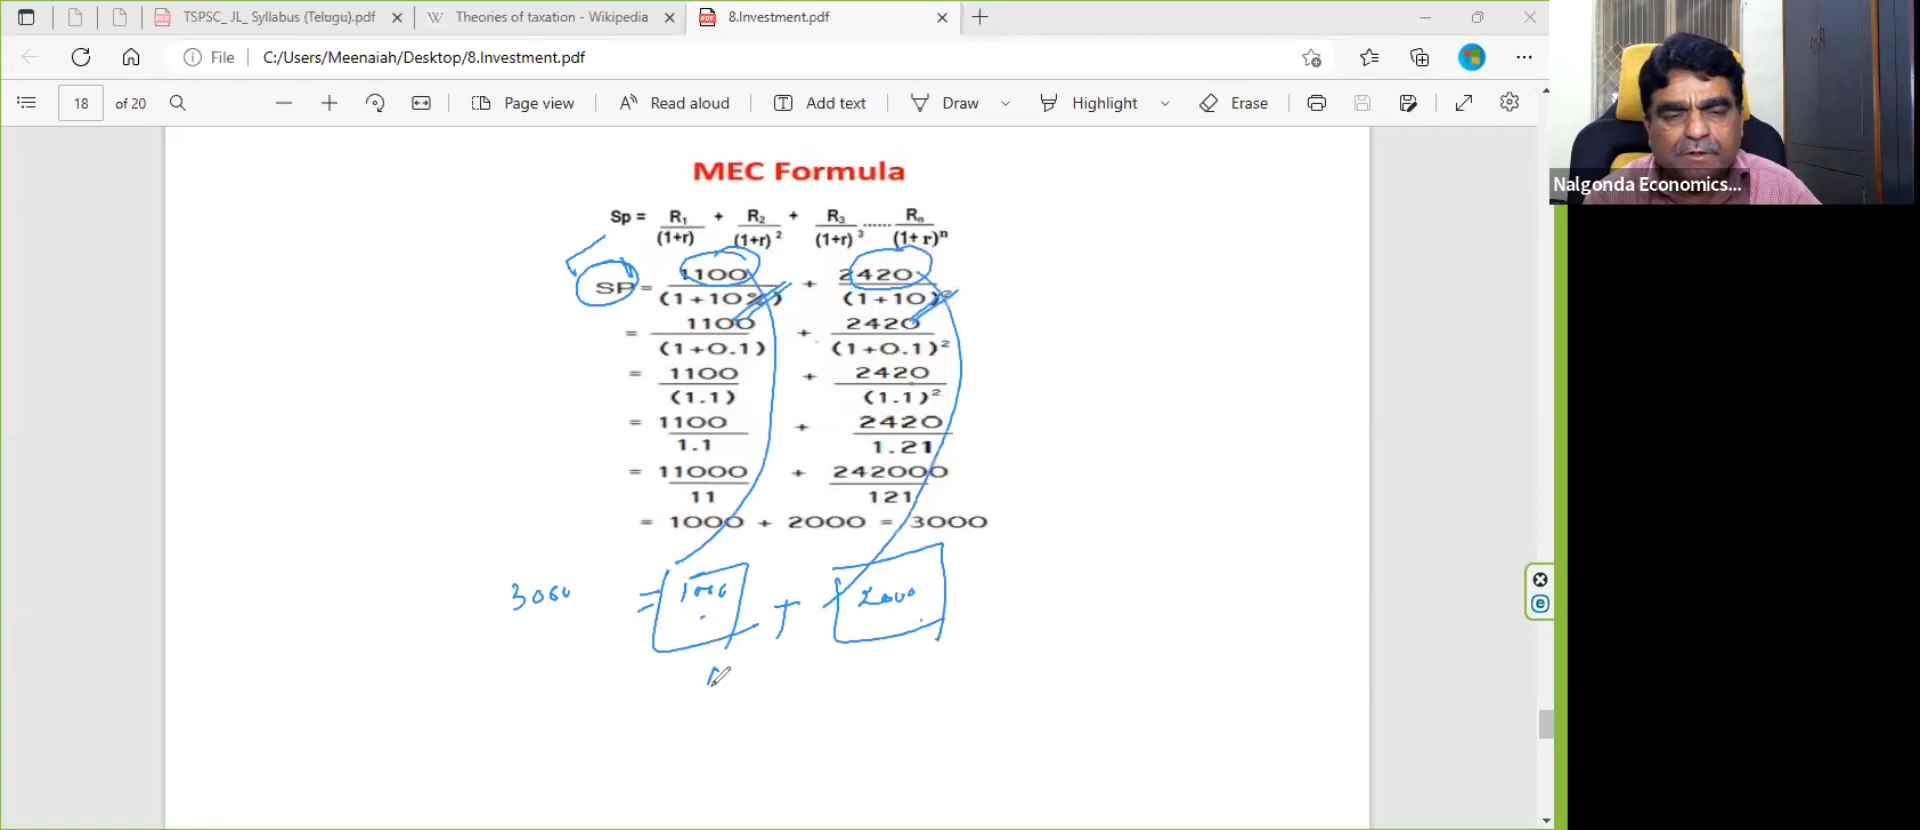 TSPSC_ JL_ Syllabus (Telugu).pdf Theories of taxation - Wikipedia 8.Investment.pdf
File C:/Users/Meenaiah/Desktop/8.Investment.pdf
18 of 20 Page view Read aloud Add text Draw Highlight Erase
MEC Formula
Sp = R₁/(1+r) + R₂/(1+r)² + R₃/(1+r)³ ...... Rₙ/(1+r)ⁿ
SP = 1100/(1+10%) + 2420/(1+10)²
= 1100/(1+0.1) + 2420/(1+0.1)²
= 1100/(1.1) + 2420/(1.1)²
= 1100/1.1 + 2420/1.21
= 11000/11 + 242000/121
= 1000 + 2000 = 3000
= + 2000
Nalgonda Economics...